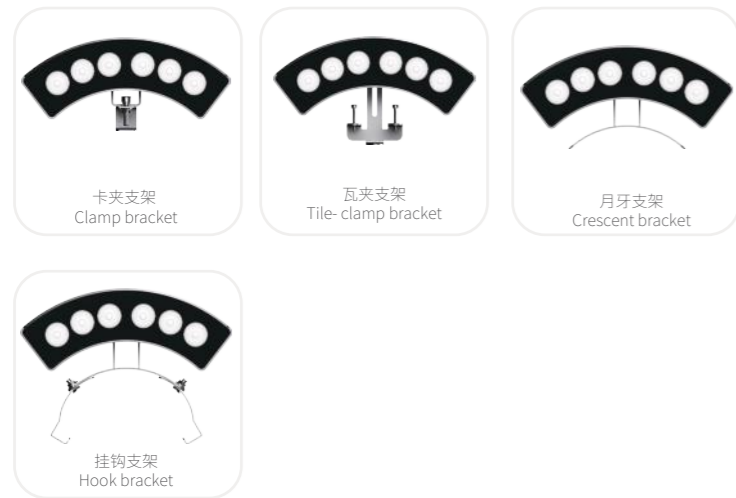 卡夹支架
Clamp bracket
瓦夹支架
Tile- clamp bracket
月牙支架
Crescent bracket
挂钩支架
Hook bracket